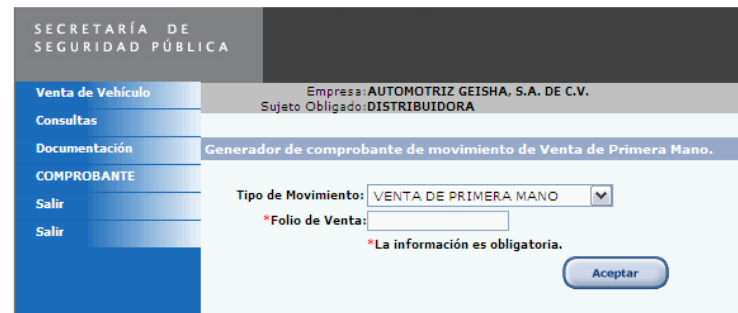 SECRETARÍA DE
SEGURIDAD PÚBLICA
Venta de Vehículo
Consultas
Documentación
COMPROBANTE
Salir
Salir
Empresa:AUTOMOTRIZ GEISHA, S.A. DE C.V.
Sujeto Obligado:DISTRIBUIDORA
Generador de comprobante de movimiento de Venta de Primera Mano.
Tipo de Movimiento: VENTA DE PRIMERA MANO
*Folio de Venta:
*La información es obligatoria.
Aceptar